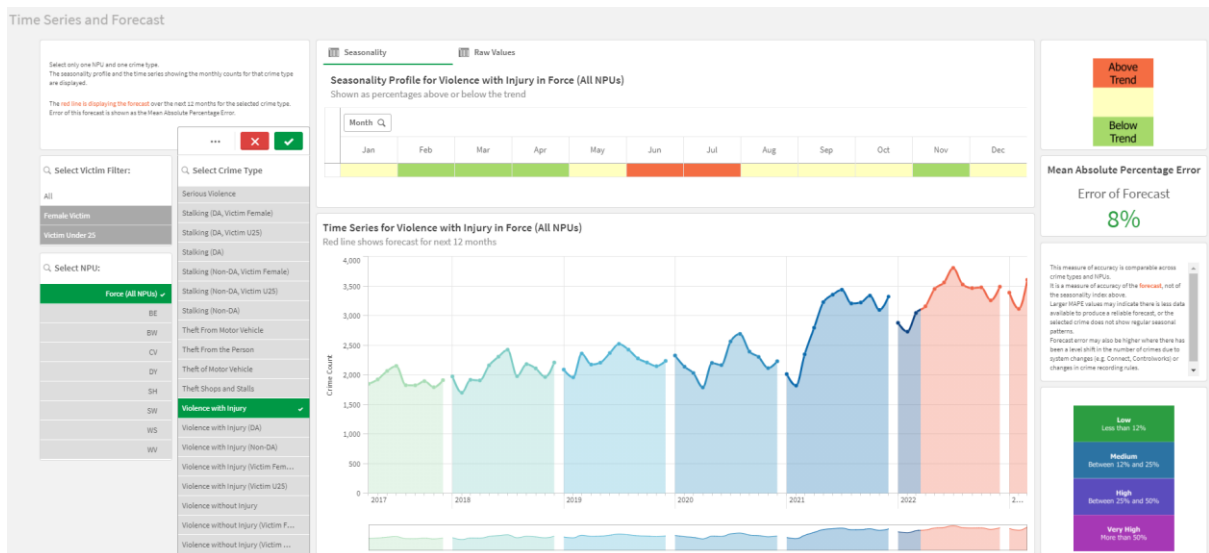 Time Series and Forecast
Select only one NPU and one crime type.
The seasonality profile and the time series showing the monthly counts for that crime type
are displayed.
The red line is displaying the forecast over the next 12 months for the selected crime type.
Error of this forecast is shown as the Mean Absolute Percentage Error.
Select Victim Filter:
All
Female Victim
Victim Under 25
Select NPU:
Force (All NPUs)
BE
BW
CV
DY
SH
SW
WS
WV
Select Crime Type
Serious Violence
Stalking (DA, Victim Female)
Stalking (DA, Victim U25)
Stalking (DA)
Stalking (Non-DA, Victim Female)
Stalking (Non-DA, Victim U25)
Stalking (Non-DA)
Theft From Motor Vehicle
Theft From the Person
Theft of Motor Vehicle
Theft Shops and Stalls
Violence with Injury
Violence with Injury (DA)
Violence with Injury (Non-DA)
Violence with Injury (Victim Fem...
Violence with Injury (Victim U25)
Violence without Injury
Violence without Injury (Victim F...
Violence without Injury (Victim ...
Seasonality
Raw Values
Seasonality Profile for Violence with Injury in Force (All NPUs)
Shown as percentages above or below the trend
Month
Jan Feb Mar Apr May Jun Jul Aug Sep Oct Nov Dec
Time Series for Violence with Injury in Force (All NPUs)
Red line shows forecast for next 12 months
Crime Count
4,000
3,500
3,000
2,500
2,000
1,500
1,000
500
0
2017 2018 2019 2020 2021 2022 2...
Above
Trend
Below
Trend
Mean Absolute Percentage Error
Error of Forecast
8%
This measure of accuracy is comparable across
crime types and NPUs.
It is a measure of accuracy of the forecast, not of
the seasonality index above.
Larger MAPE values may indicate there is less data
available to produce a reliable forecast, or the
selected crime does not show regular seasonal
patterns.
Forecast error may also be higher where there has
been a level shift in the number of crimes due to
system changes (e.g. Connect, Controlworks) or
changes in crime recording rules.
Low
Less than 12%
Medium
Between 12% and 25%
High
Between 25% and 50%
Very High
More than 50%